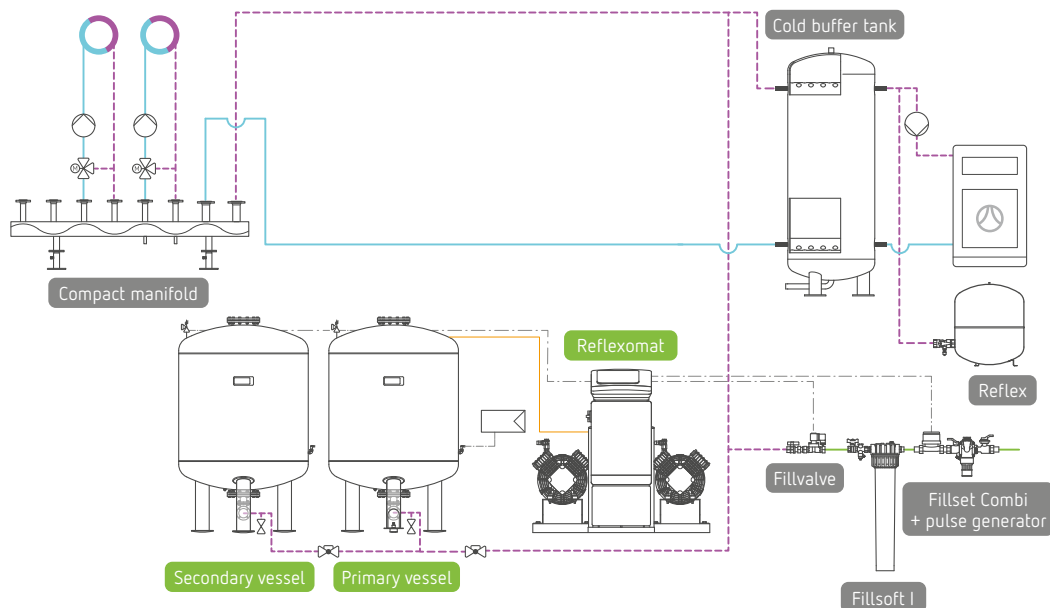 Cold buffer tank
Compact manifold
Reflexomat
Reflex
Fillvalve
Fillset Combi
+ pulse generator
Secondary vessel
Primary vessel
Fillsoft I
M
M